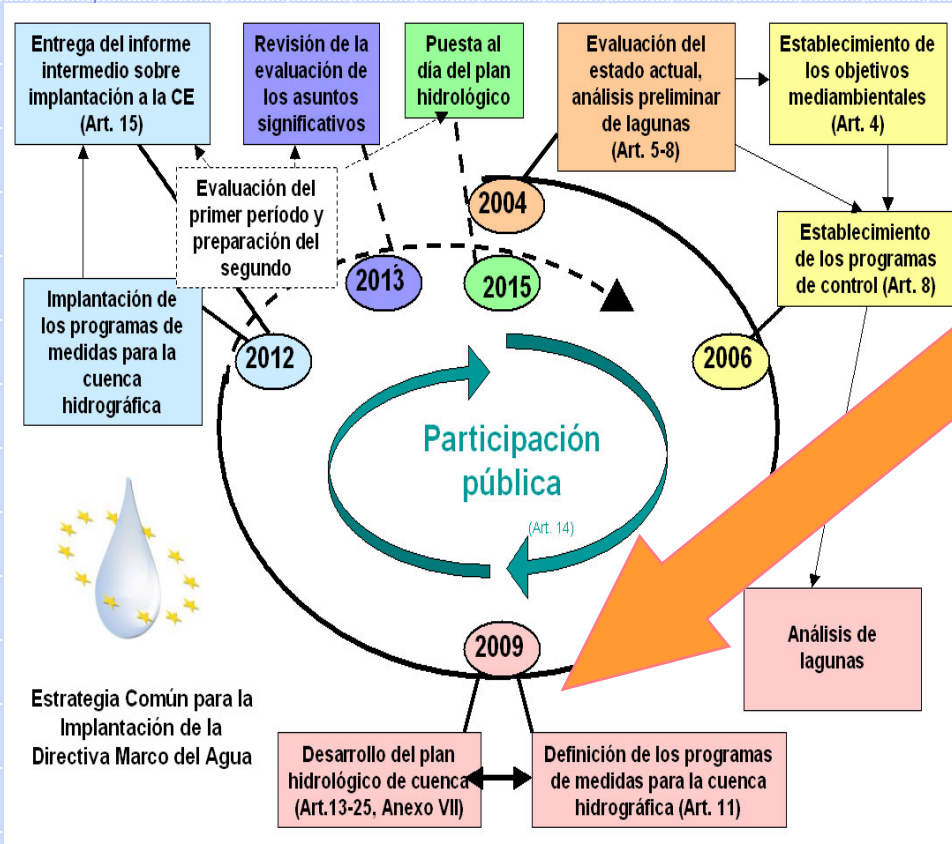 Entrega del informe
intermedio sobre
implantación a la CE
(Art. 15)
Revisión de la
evaluación de
los asuntos
significativos
Puesta al
día del plan
hidrológico
Evaluación del
estado actual,
análisis preliminar
de lagunas
(Art. 5-8)
Establecimiento de
los objetivos
mediambientales
(Art. 4)
Evaluación del
primer período y
preparación del
segundo
2004
Establecimiento
de los programas
de control (Art. 8)
2013
2015
Implantación de
los programas de
medidas para la
cuenca
hidrográfica
2012
2006
Participación
pública
(Art. 14)
2009
Análisis de
lagunas
Estrategia Común para la
Implantación de la
Directiva Marco del Agua
Desarrollo del plan
hidrológico de cuenca
(Art.13-25, Anexo VII)
Definición de los programas
de medidas para la cuenca
hidrográfica (Art. 11)